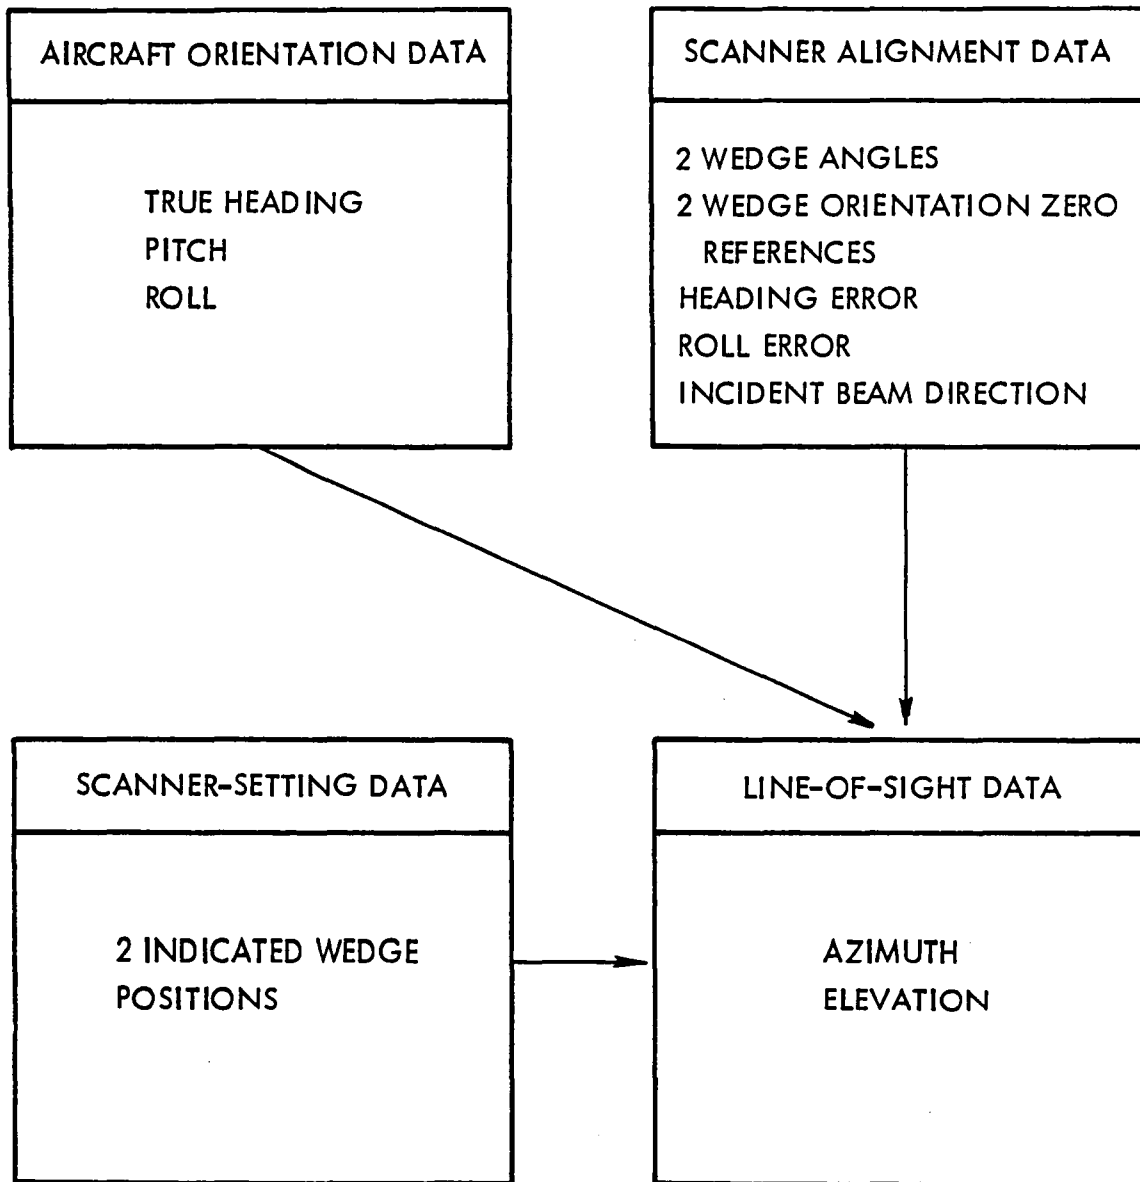 AIRCRAFT ORIENTATION DATA
TRUE HEADING
PITCH
ROLL
SCANNER ALIGNMENT DATA
2 WEDGE ANGLES
2 WEDGE ORIENTATION ZERO
REFERENCES
HEADING ERROR
ROLL ERROR
INCIDENT BEAM DIRECTION
SCANNER-SETTING DATA
2 INDICATED WEDGE
POSITIONS
LINE-OF-SIGHT DATA
AZIMUTH
ELEVATION